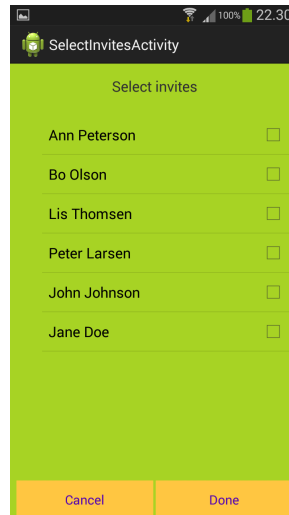 100% 22.30
SelectInvitesActivity
Select invites
Ann Peterson
Bo Olson
Lis Thomsen
Peter Larsen
John Johnson
Jane Doe
Cancel Done